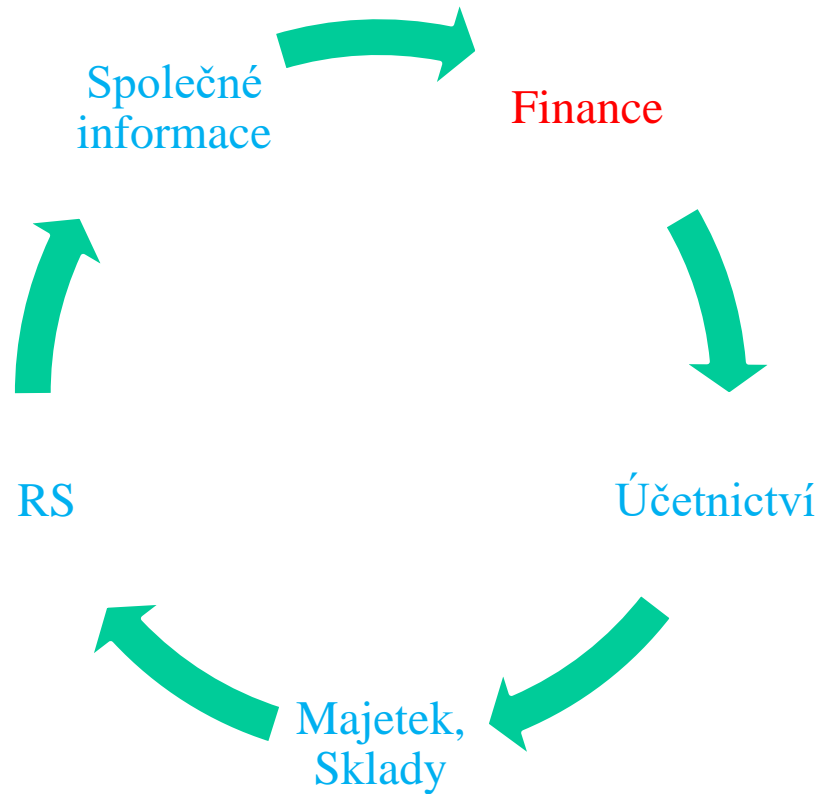 Společné
informace
Finance
Účetnictví
Majetek,
Sklady
RS